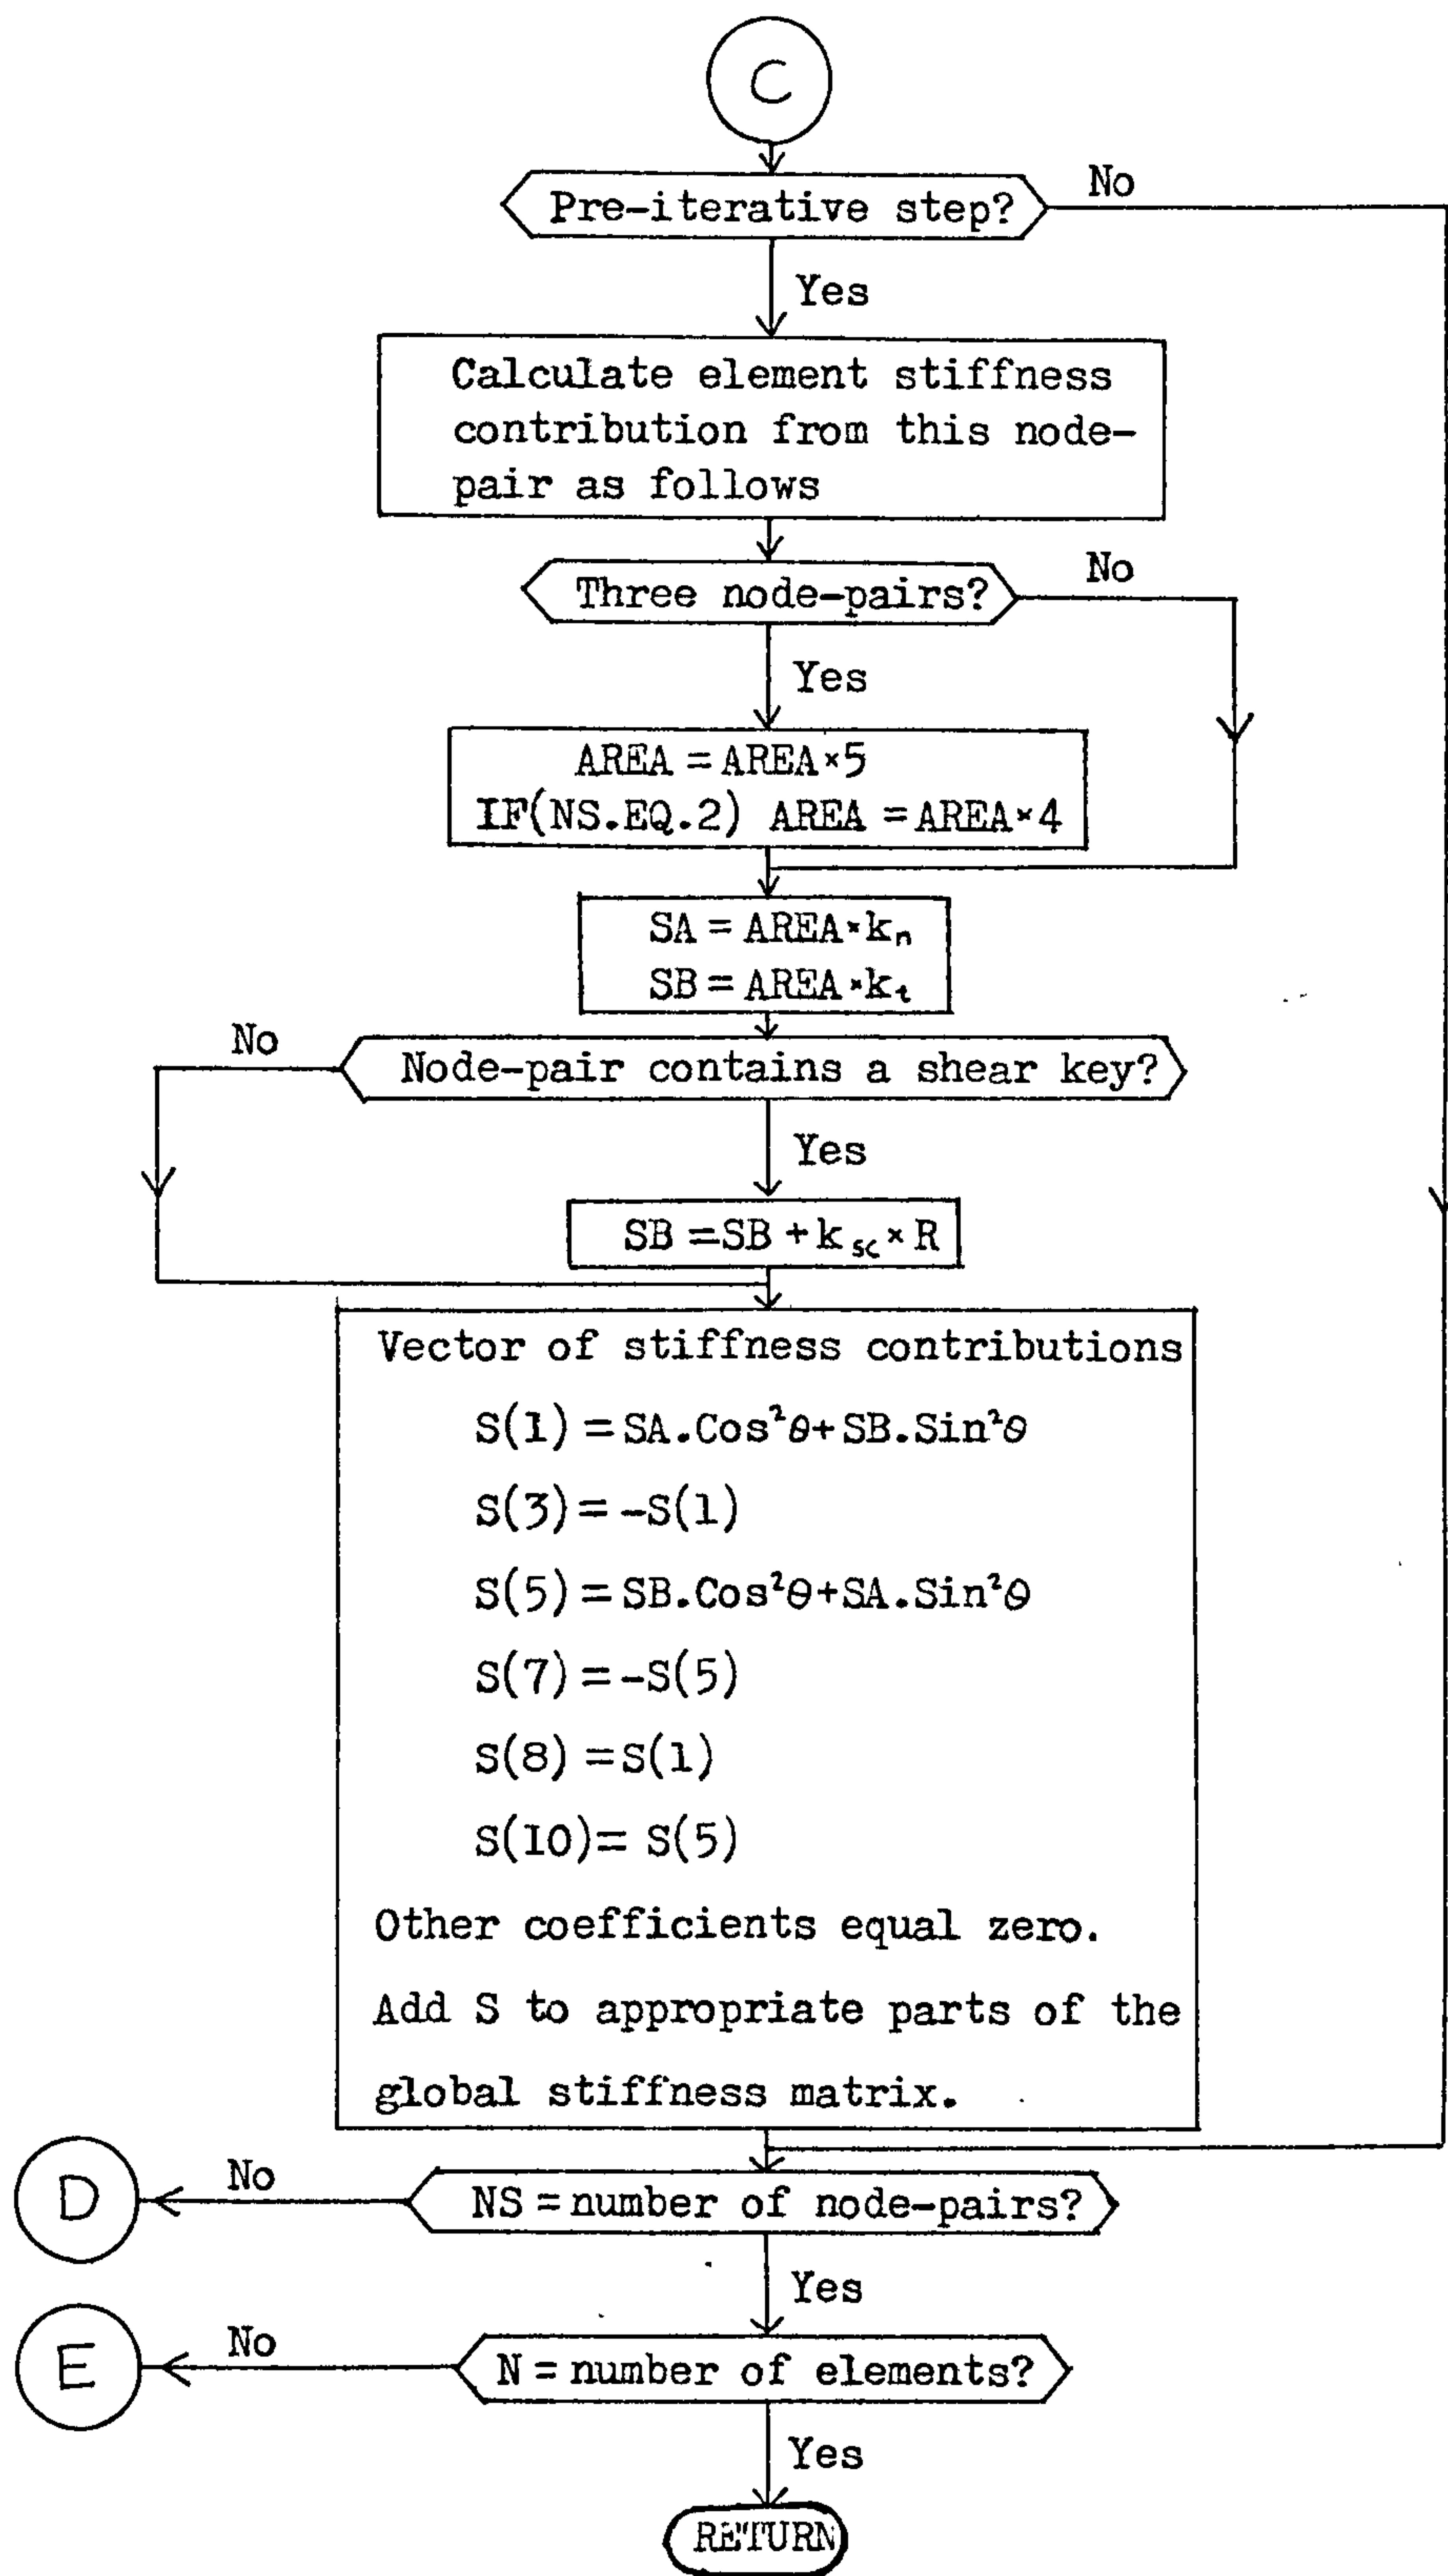 C
Pre-iterative step?
No
Yes
Calculate element stiffness
contribution from this node-
pair as follows
Three node-pairs?
No
Yes
AREA = AREA×5
IF(NS.EQ.2) AREA = AREA×4
SA = AREA×kₙ
SB = AREA×kₜ
No
Node-pair contains a shear key?
Yes
SB = SB + k_sc × R
Vector of stiffness contributions
S(1) = SA.Cos²θ + SB.Sin²θ
S(3) = -S(1)
S(5) = SB.Cos²θ + SA.Sin²θ
S(7) = -S(5)
S(8) = S(1)
S(10) = S(5)
Other coefficients equal zero.
Add S to appropriate parts of the
global stiffness matrix.
D
No
NS = number of node-pairs?
Yes
E
No
N = number of elements?
Yes
RETURN